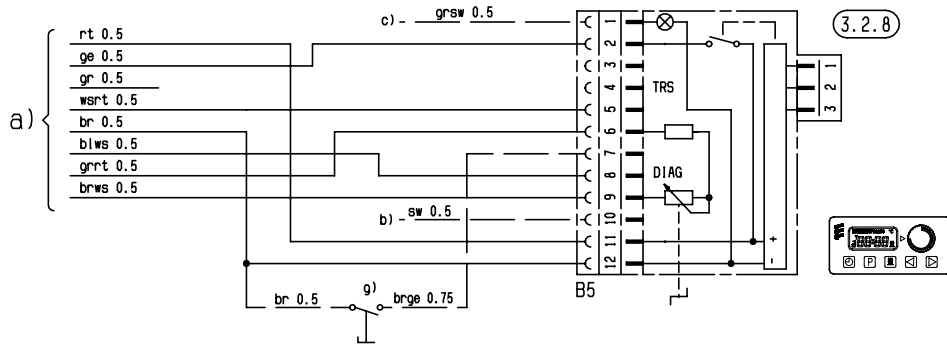 c) grsw 0.5
3.2.8
a)
rt 0.5
ge 0.5
gr 0.5
wsrt 0.5
br 0.5
blws 0.5
grrt 0.5
brws 0.5
b) sw 0.5
1
2
3
4
5
6
7
8
9
10
11
12
TRS
DIAG
+
-
1
2
3
B5
g)
br 0.5
brge 0.75
P